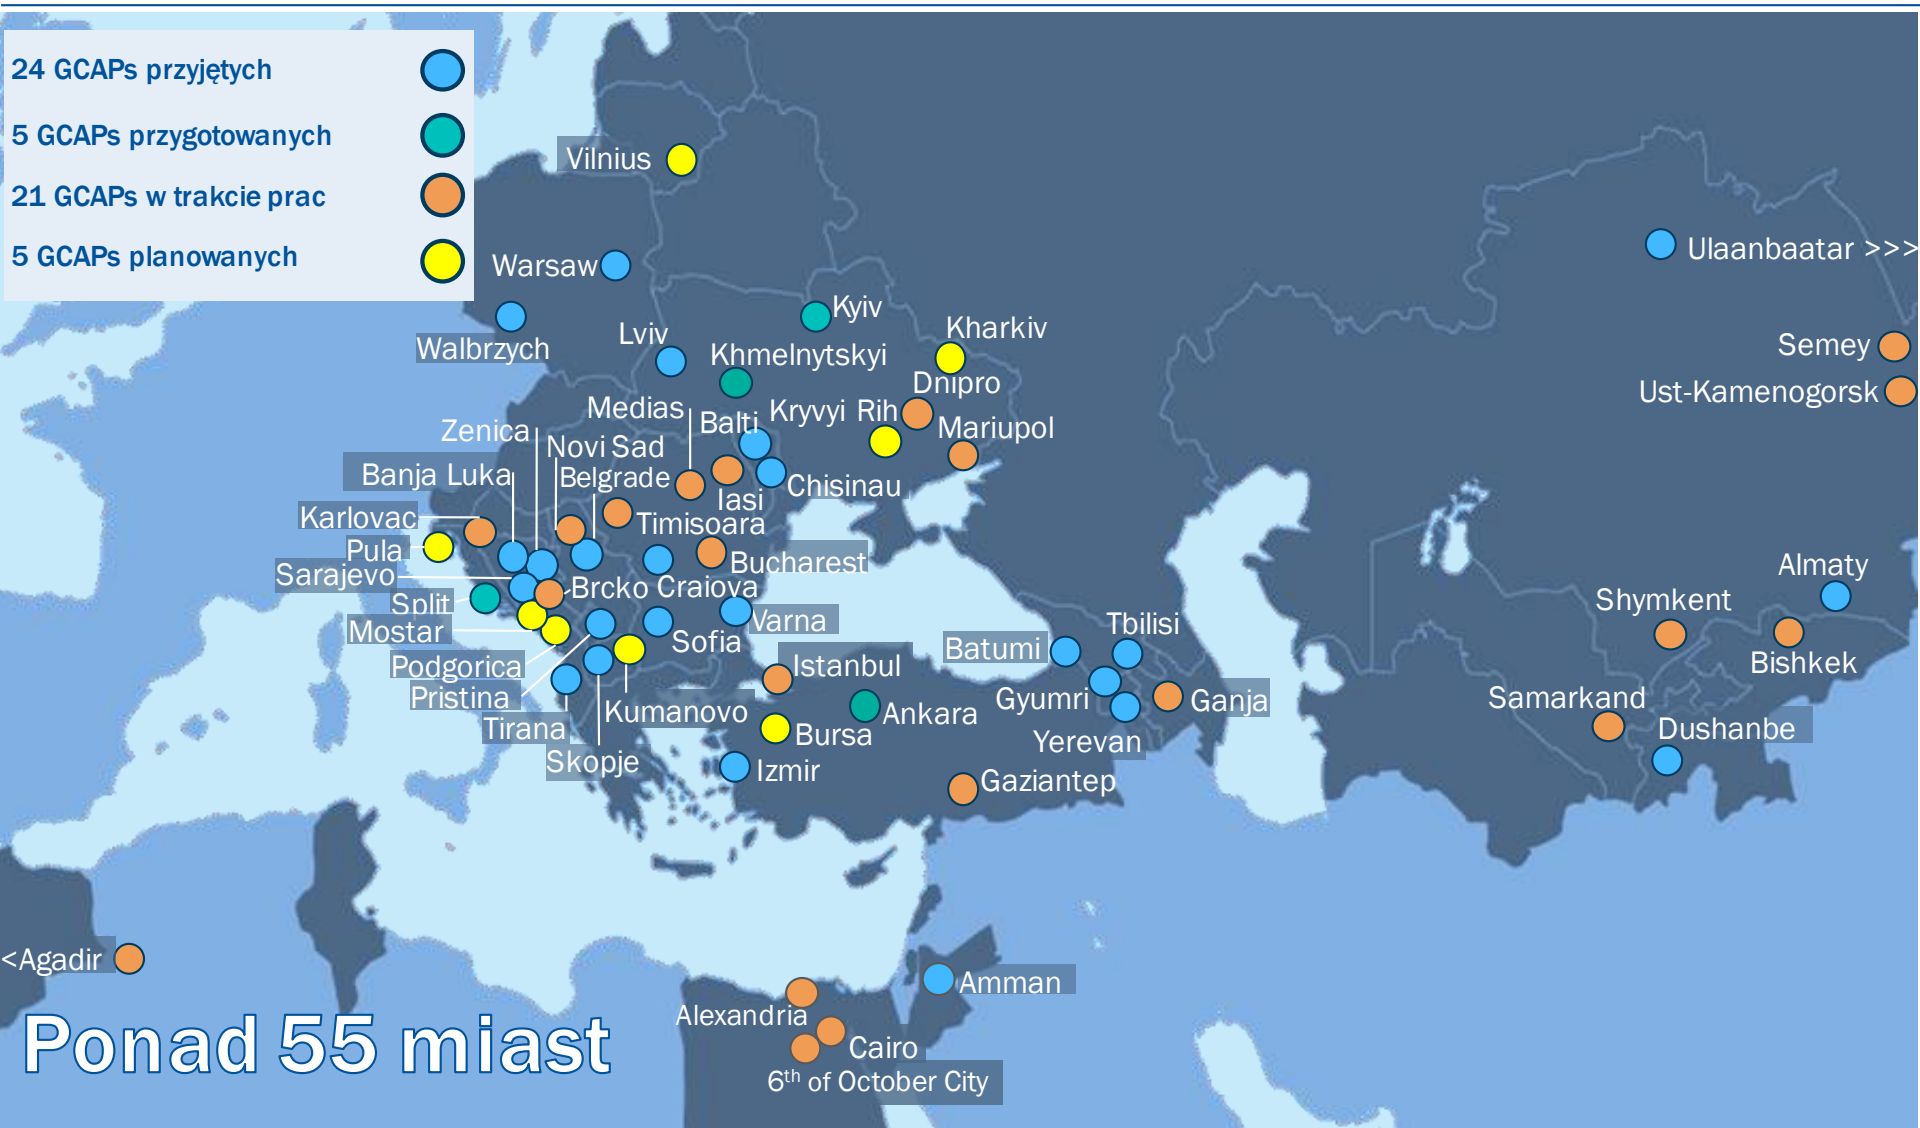 24 GCAPs przyjętych
5 GCAPs przygotowanych
21 GCAPs w trakcie prac
5 GCAPs planowanych
Vilnius
Warsaw
Ulaanbaatar >>>
Walbrzych
Lviv
Kyiv
Kharkiv
Khmelnytskyi
Semey
Dnipro
Ust-Kamenogorsk
Medias
Balti
Kryvyi Rih
Mariupol
Zenica
Novi Sad
Banja Luka
Belgrade
Iasi
Chisinau
Karlovac
Timisoara
Pula
Bucharest
Sarajevo
Brcko
Craiova
Almaty
Split
Shymkent
Mostar
Varna
Tbilisi
Sofia
Batumi
Podgorica
Istanbul
Bishkek
Pristina
Gyumri
Ganja
Samarkand
Kumanovo
Ankara
Tirana
Bursa
Yerevan
Dushanbe
Skopje
Izmir
Gaziantep
<Agadir
Amman
Alexandria
Cairo
6th of October City
Ponad 55 miast